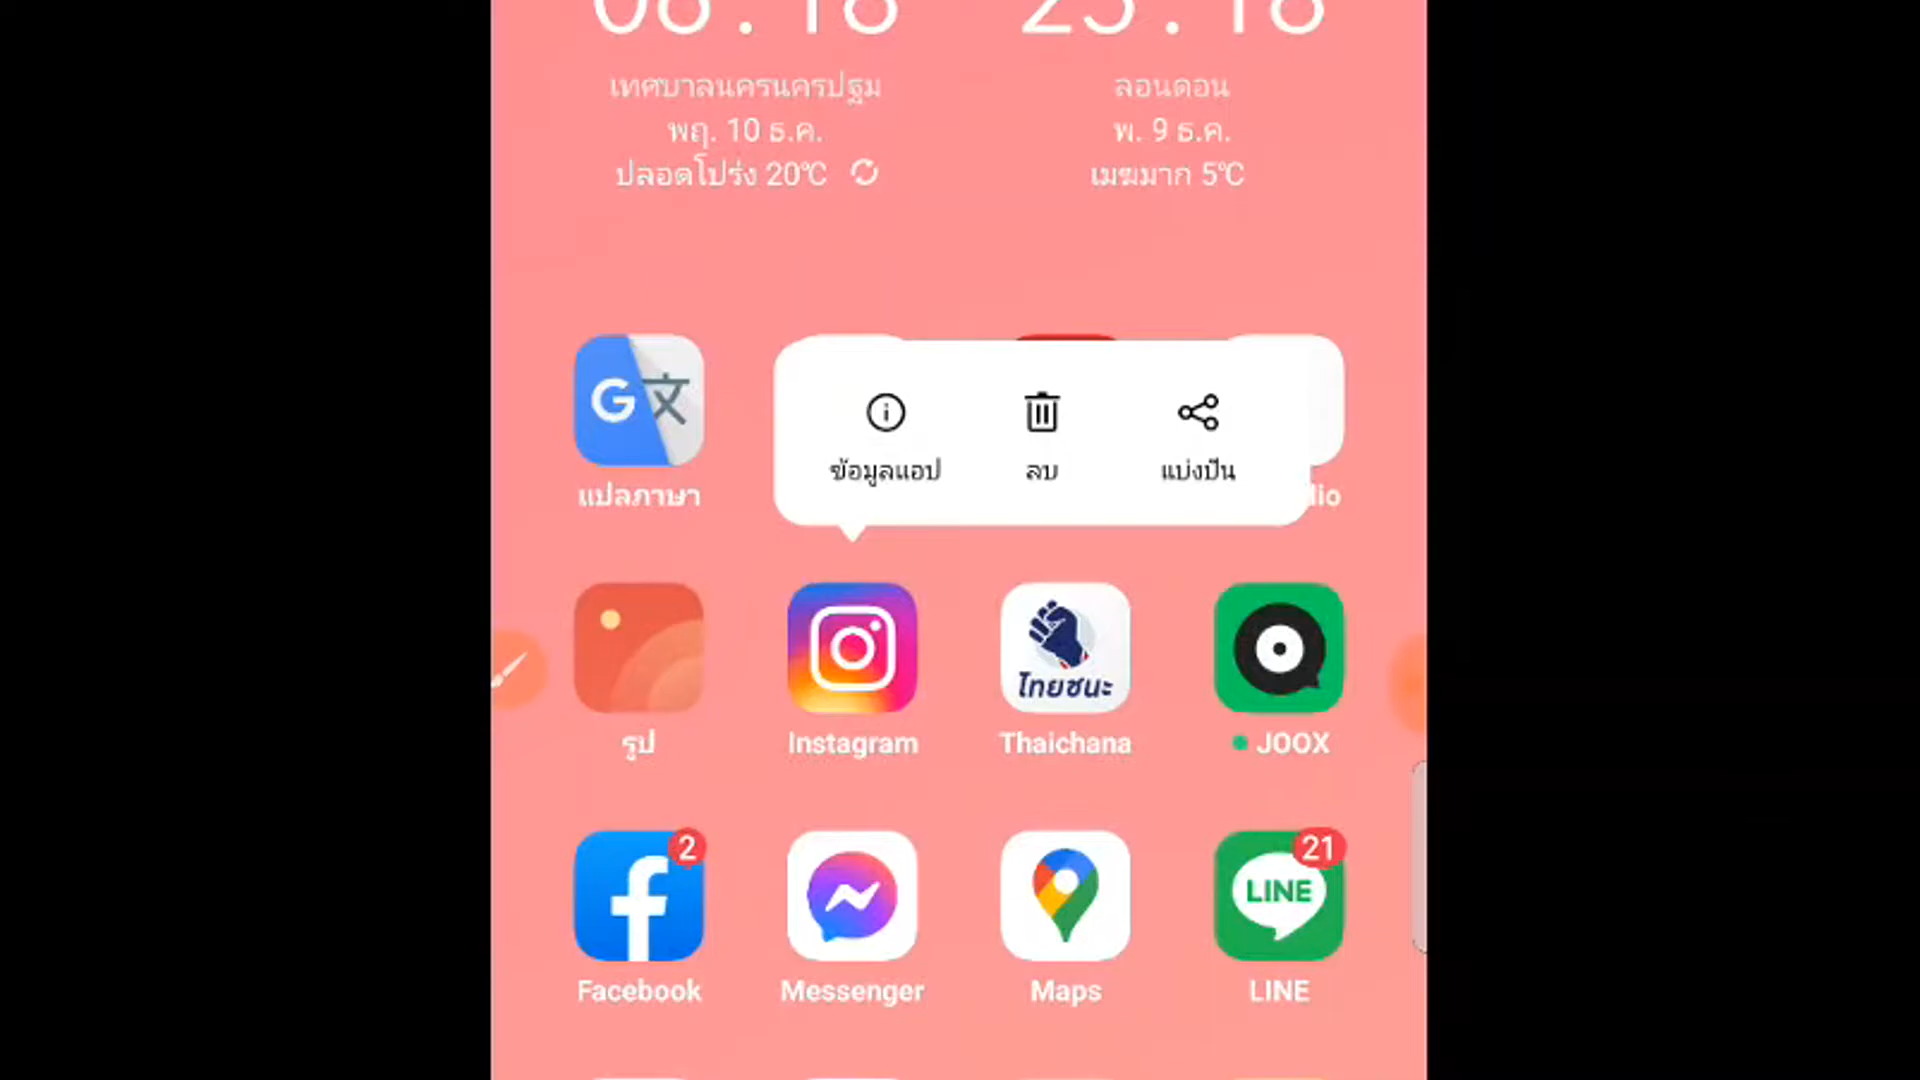 06:18
23:18
เทศบาลนครนครปฐม
พฤ. 10 ธ.ค.
ปลอดโปร่ง 20°C
ลอนดอน
พ. 9 ธ.ค.
เมฆมาก 5°C
ข้อมูลแอป
ลบ
แบ่งปัน
แปลภาษา
ไทยชนะ
รูป
Instagram
Thaichana
JOOX
2
21
LINE
Facebook
Messenger
Maps
LINE